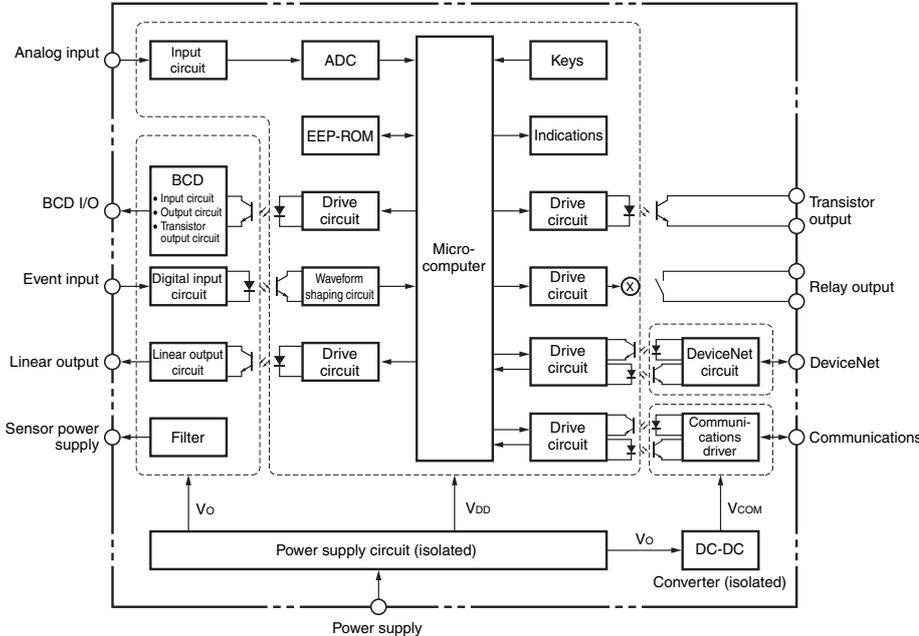 Analog input
Input
circuit
ADC
Keys
EEP-ROM
Indications
BCD I/O
BCD
• Input circuit
• Output circuit
• Transistor
output circuit
Drive
circuit
Micro-
computer
Drive
circuit
Transistor
output
Event input
Digital input
circuit
Waveform
shaping circuit
Drive
circuit
X
Relay output
Linear output
Linear output
circuit
Drive
circuit
Drive
circuit
DeviceNet
circuit
DeviceNet
Sensor power
supply
Filter
Drive
circuit
Communi-
cations
driver
Communications
VO
VDD
VCOM
Power supply circuit (isolated)
VO
DC-DC
Converter (isolated)
Power supply